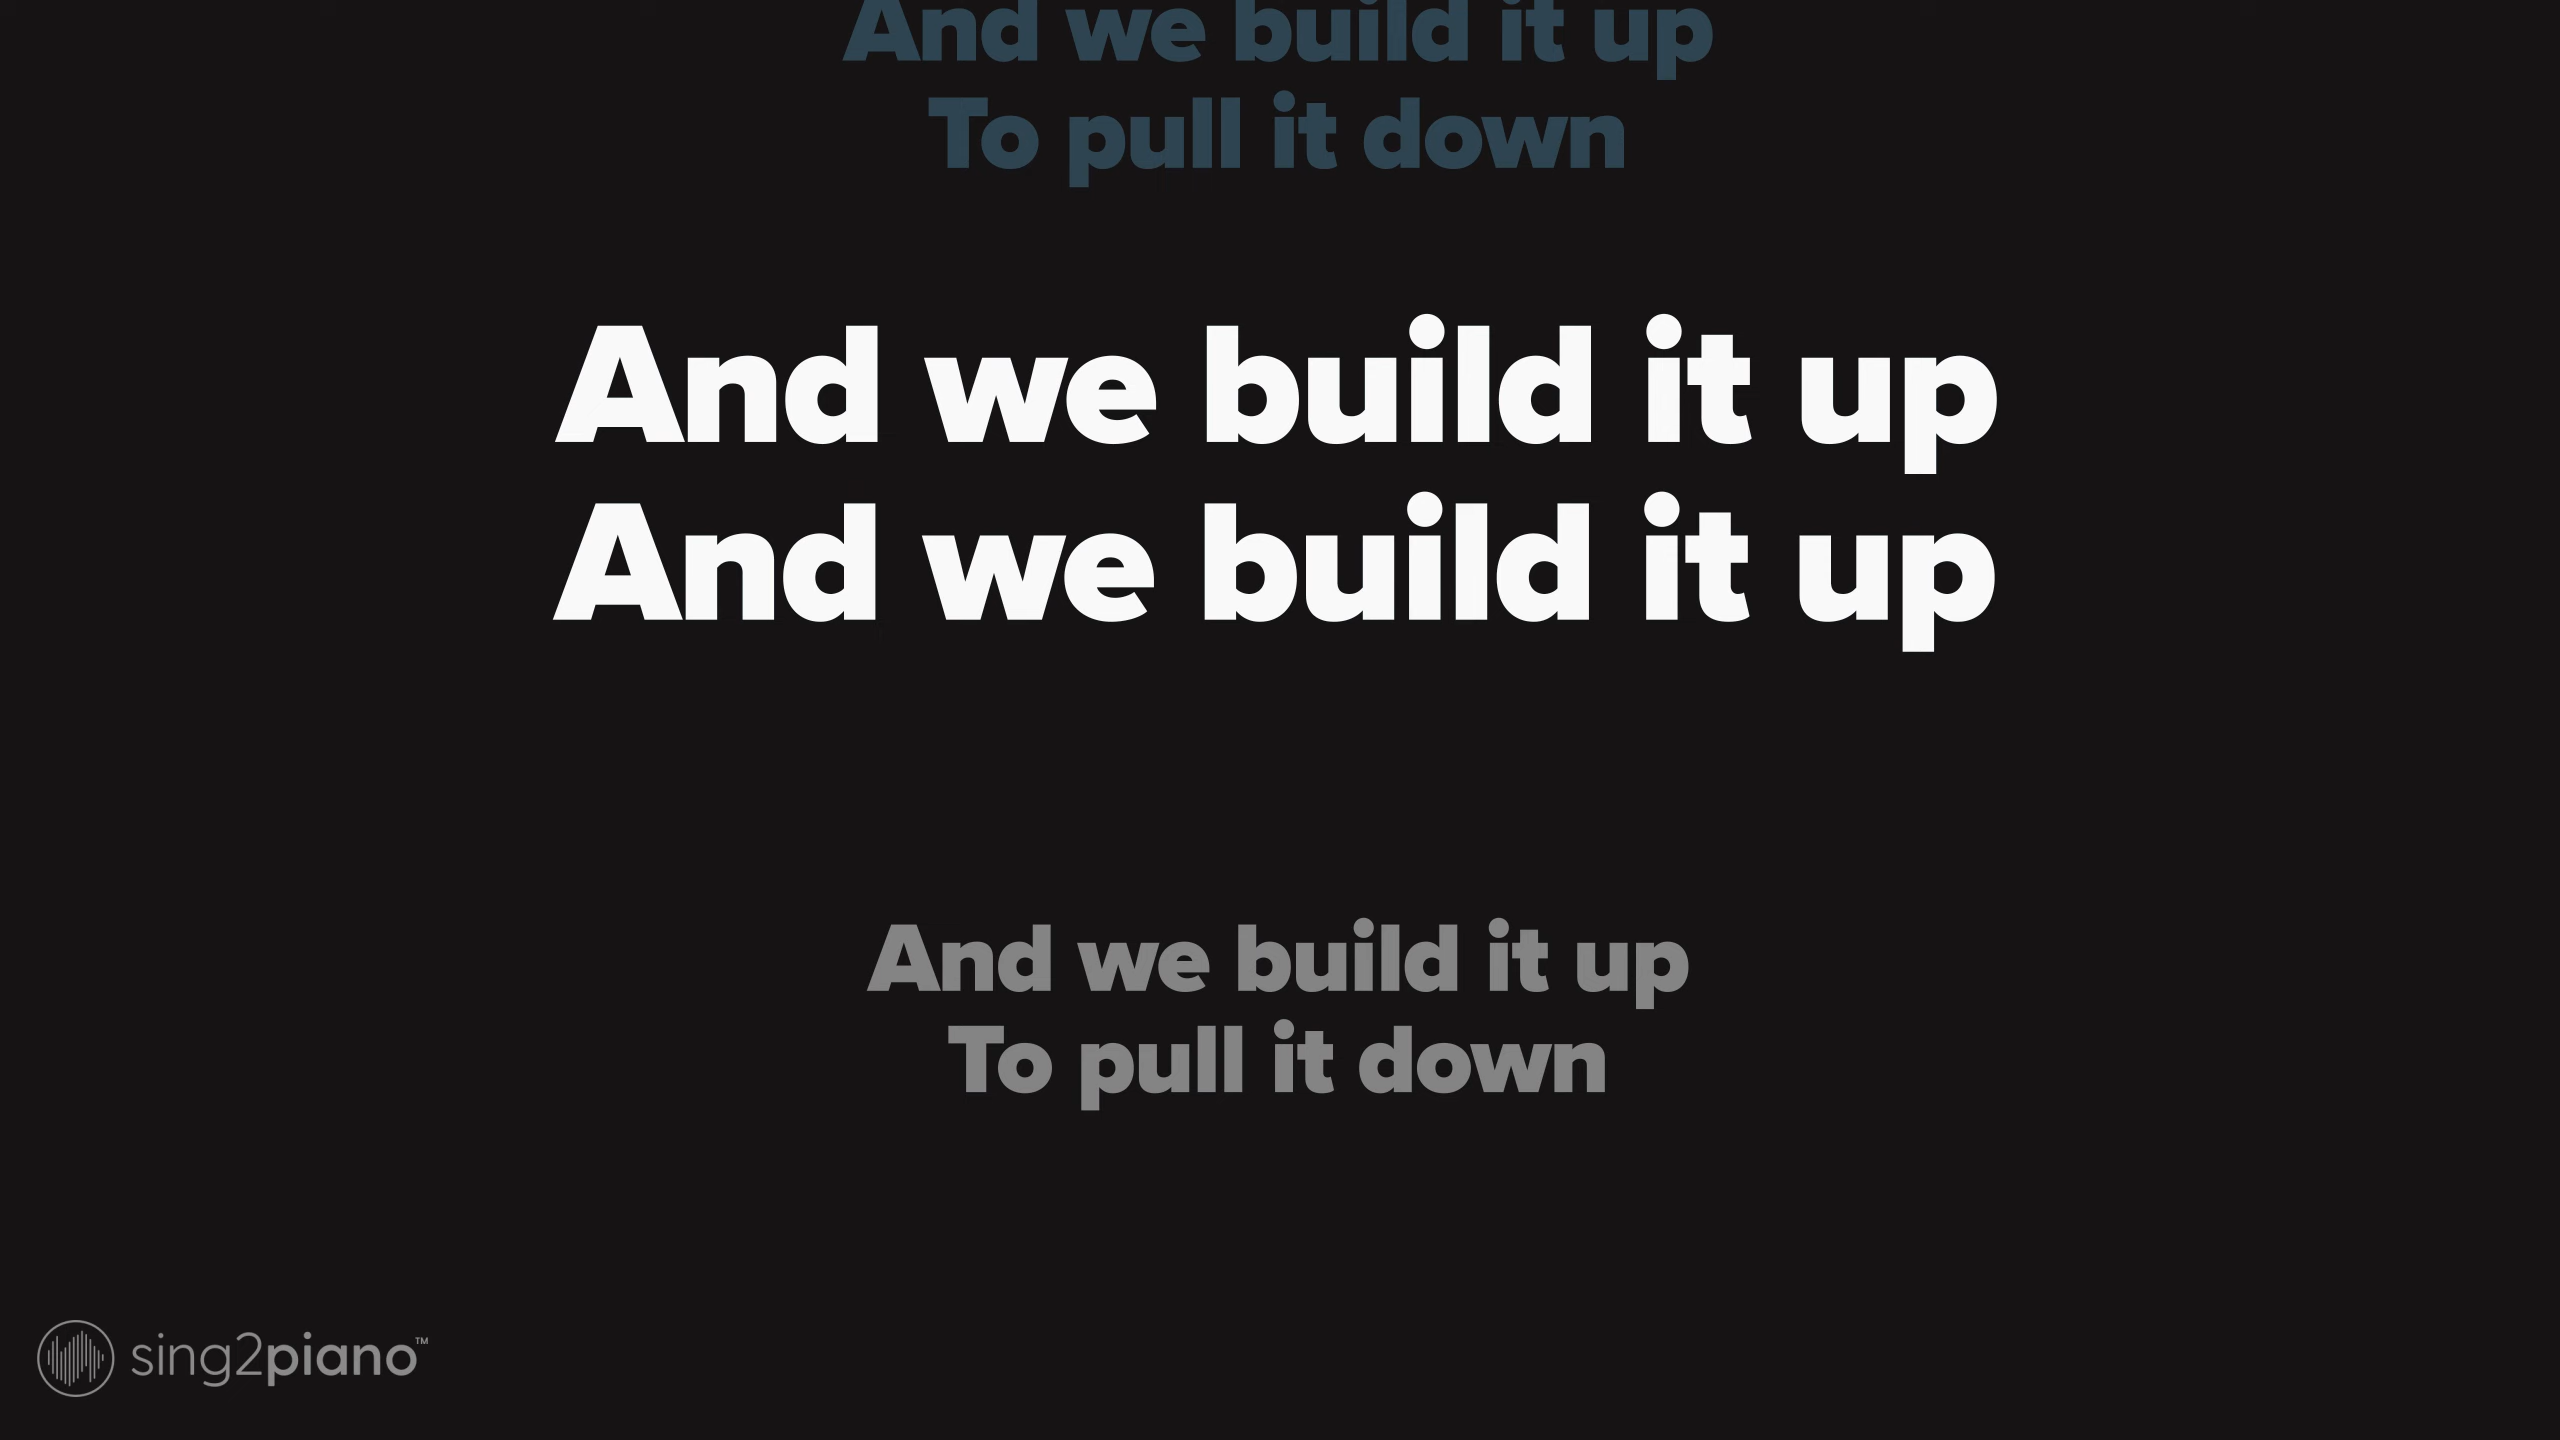 And we build it up
To pull it down
And we build it up
And we build it up
And we build it up
To pull it down
sing2piano™